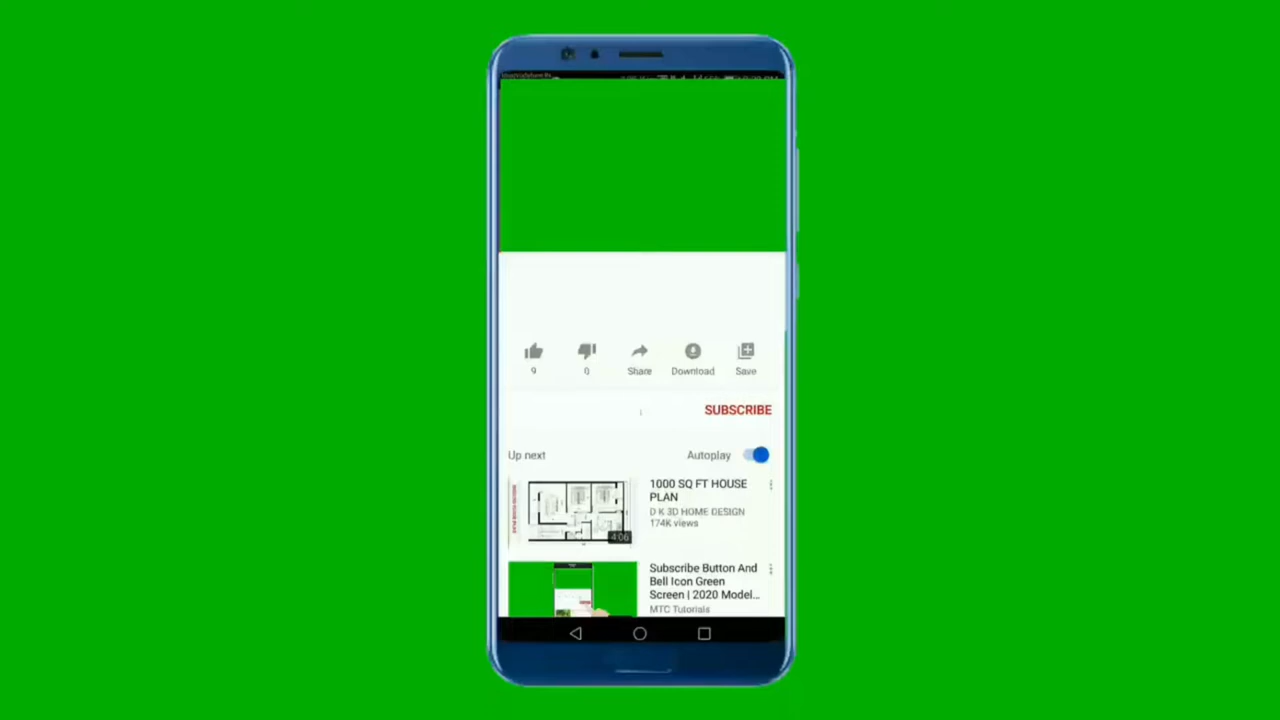 9
0
Share
Download
Save
SUBSCRIBE
Up next
Autoplay
1000 SQ FT HOUSE
PLAN
D K 3D HOME DESIGN
174K views
4:06
Subscribe Button And
Bell Icon Green
Screen | 2020 Model...
MTC Tutorials